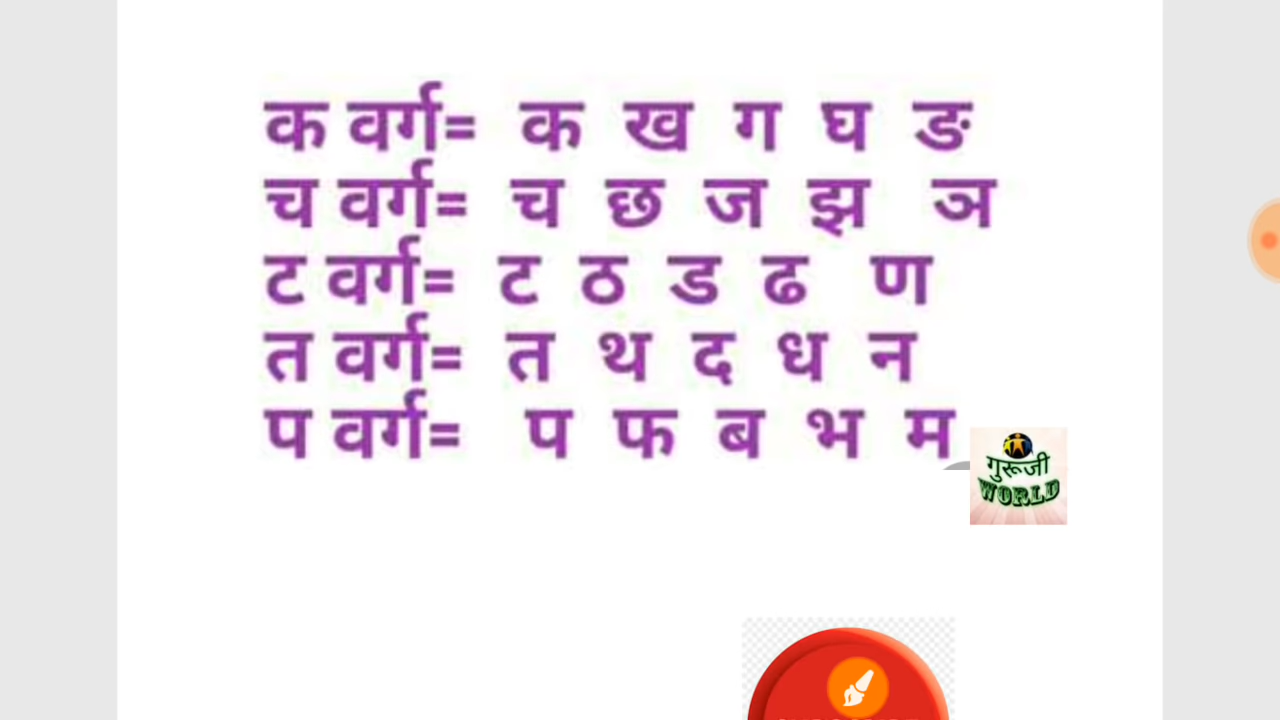 क वर्ग= क ख ग घ ङ
च वर्ग= च छ ज झ ञ
ट वर्ग= ट ठ ड ढ ण
त वर्ग= त थ द ध न
प वर्ग= प फ ब भ म
गुरूजी
WORLD